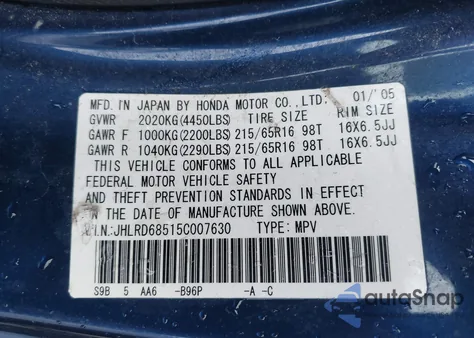 MFD. IN JAPAN BY HONDA MOTOR CO.,LTD. 01/'05
GVWR 2020KG(4450LBS) TIRE SIZE RIM SIZE
GAWR F 1000KG(2200LBS) 215/65R16 98T 16X6.5JJ
GAWR R 1040KG(2290LBS) 215/65R16 98T 16X6.5JJ
THIS VEHICLE CONFORMS TO ALL APPLICABLE
FEDERAL MOTOR VEHICLE SAFETY
AND THEFT PREVENTION STANDARDS IN EFFECT
ON THE DATE OF MANUFACTURE SHOWN ABOVE.
V.I.N:JHLRD68515C007630 TYPE: MPV
S9B 5 AA6 -B96P -A -C
autoSnap